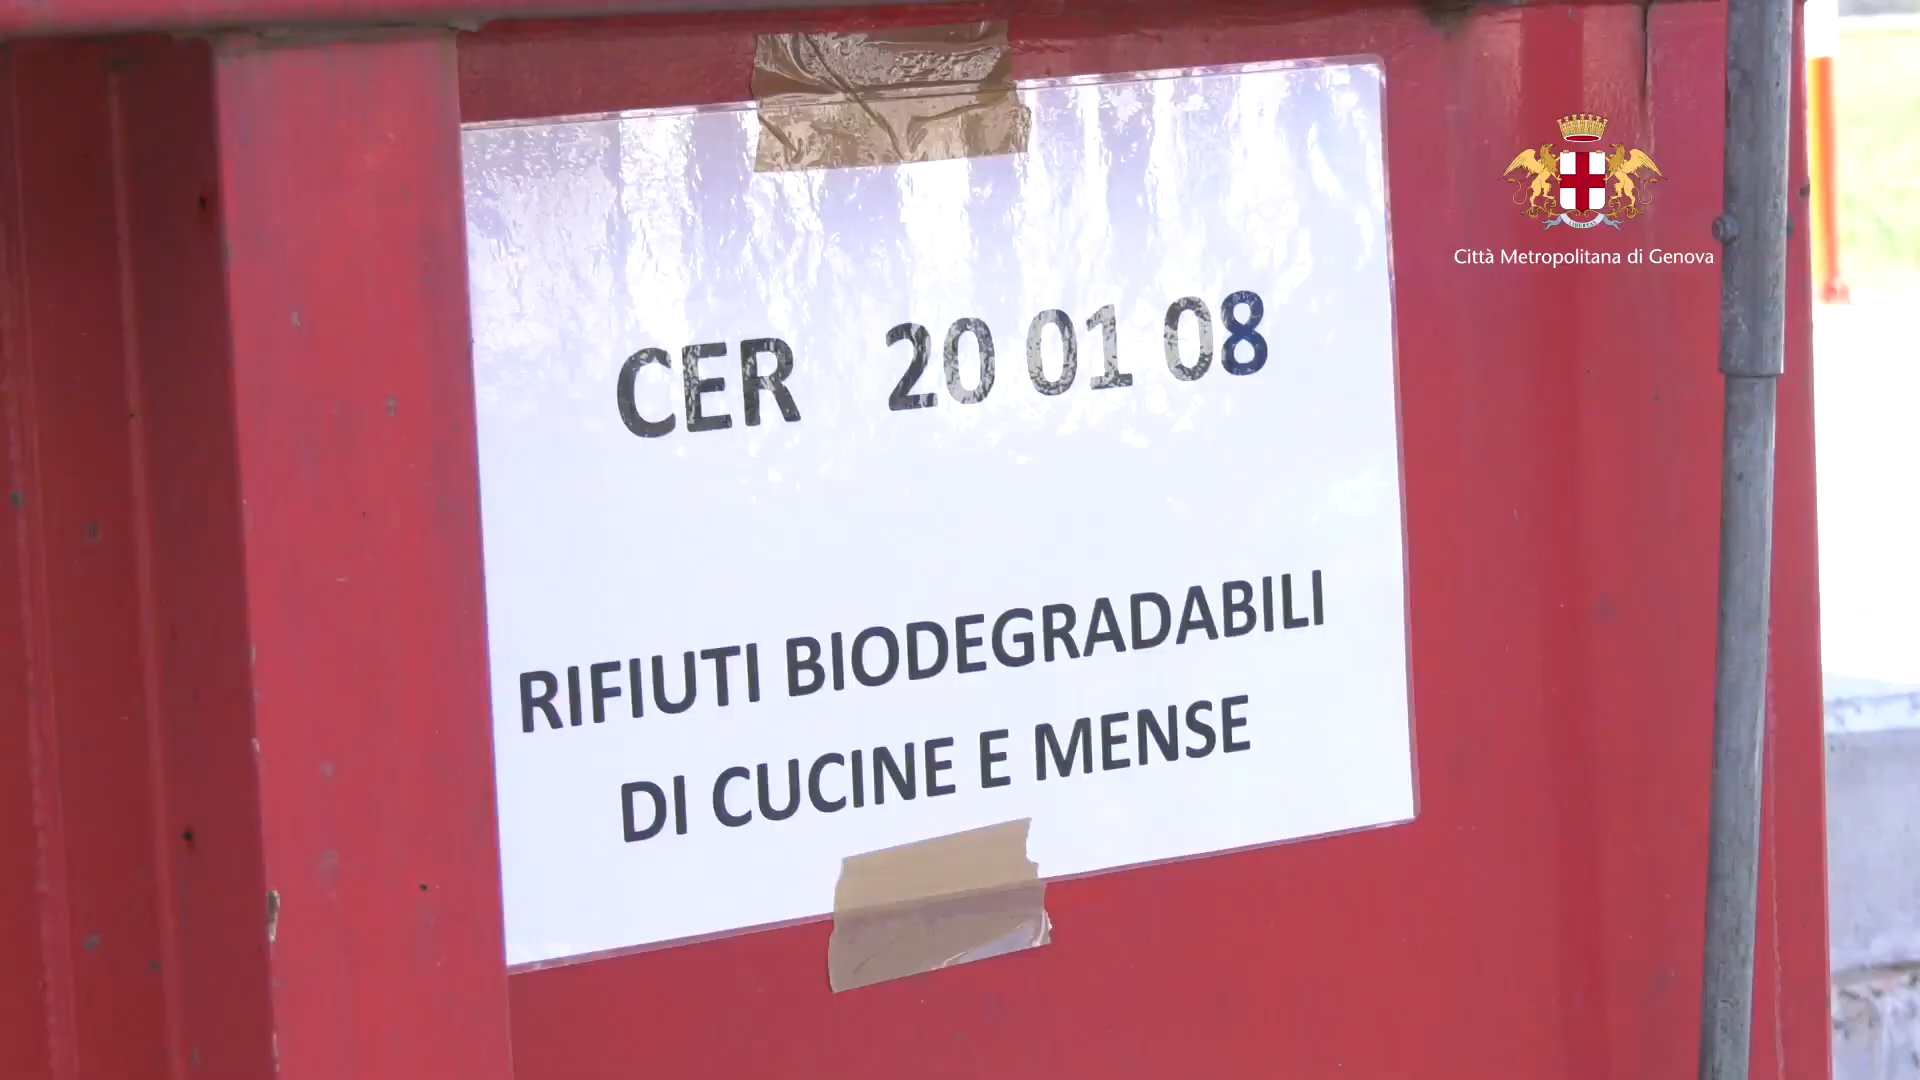 CER 20 01 08
RIFIUTI BIODEGRADABILI
DI CUCINE E MENSE
Città Metropolitana di Genova